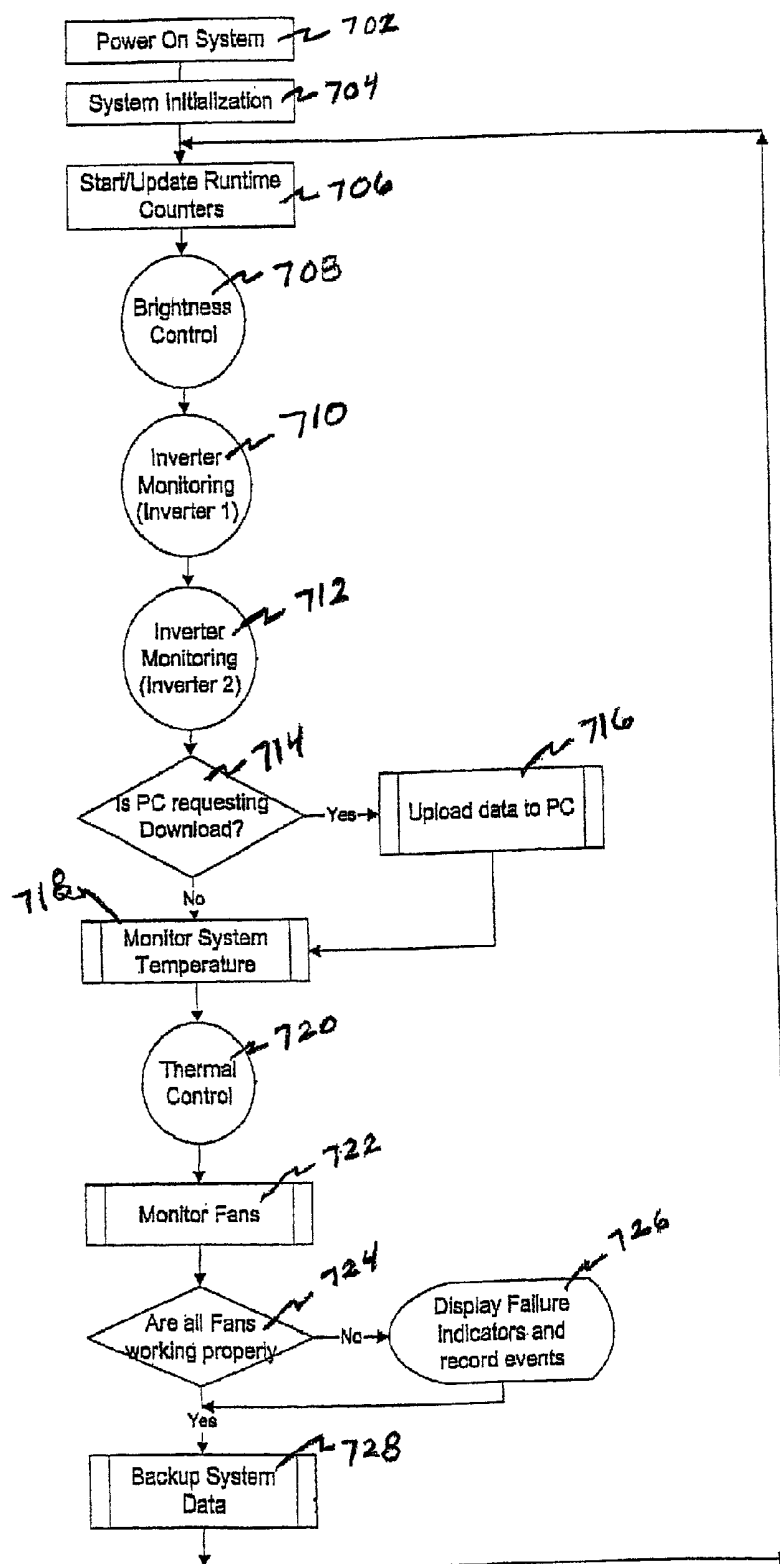 Power On System
702
System Initialization
704
Start/Update Runtime
Counters
706
708
Brightness
Control
710
Inverter
Monitoring
(Inverter 1)
712
Inverter
Monitoring
(Inverter 2)
714
Is PC requesting
Download?
Yes
716
Upload data to PC
No
718
Monitor System
Temperature
720
Thermal
Control
722
Monitor Fans
724
Are all Fans
working properly
No
726
Display Failure
Indicators and
record events
Yes
728
Backup System
Data